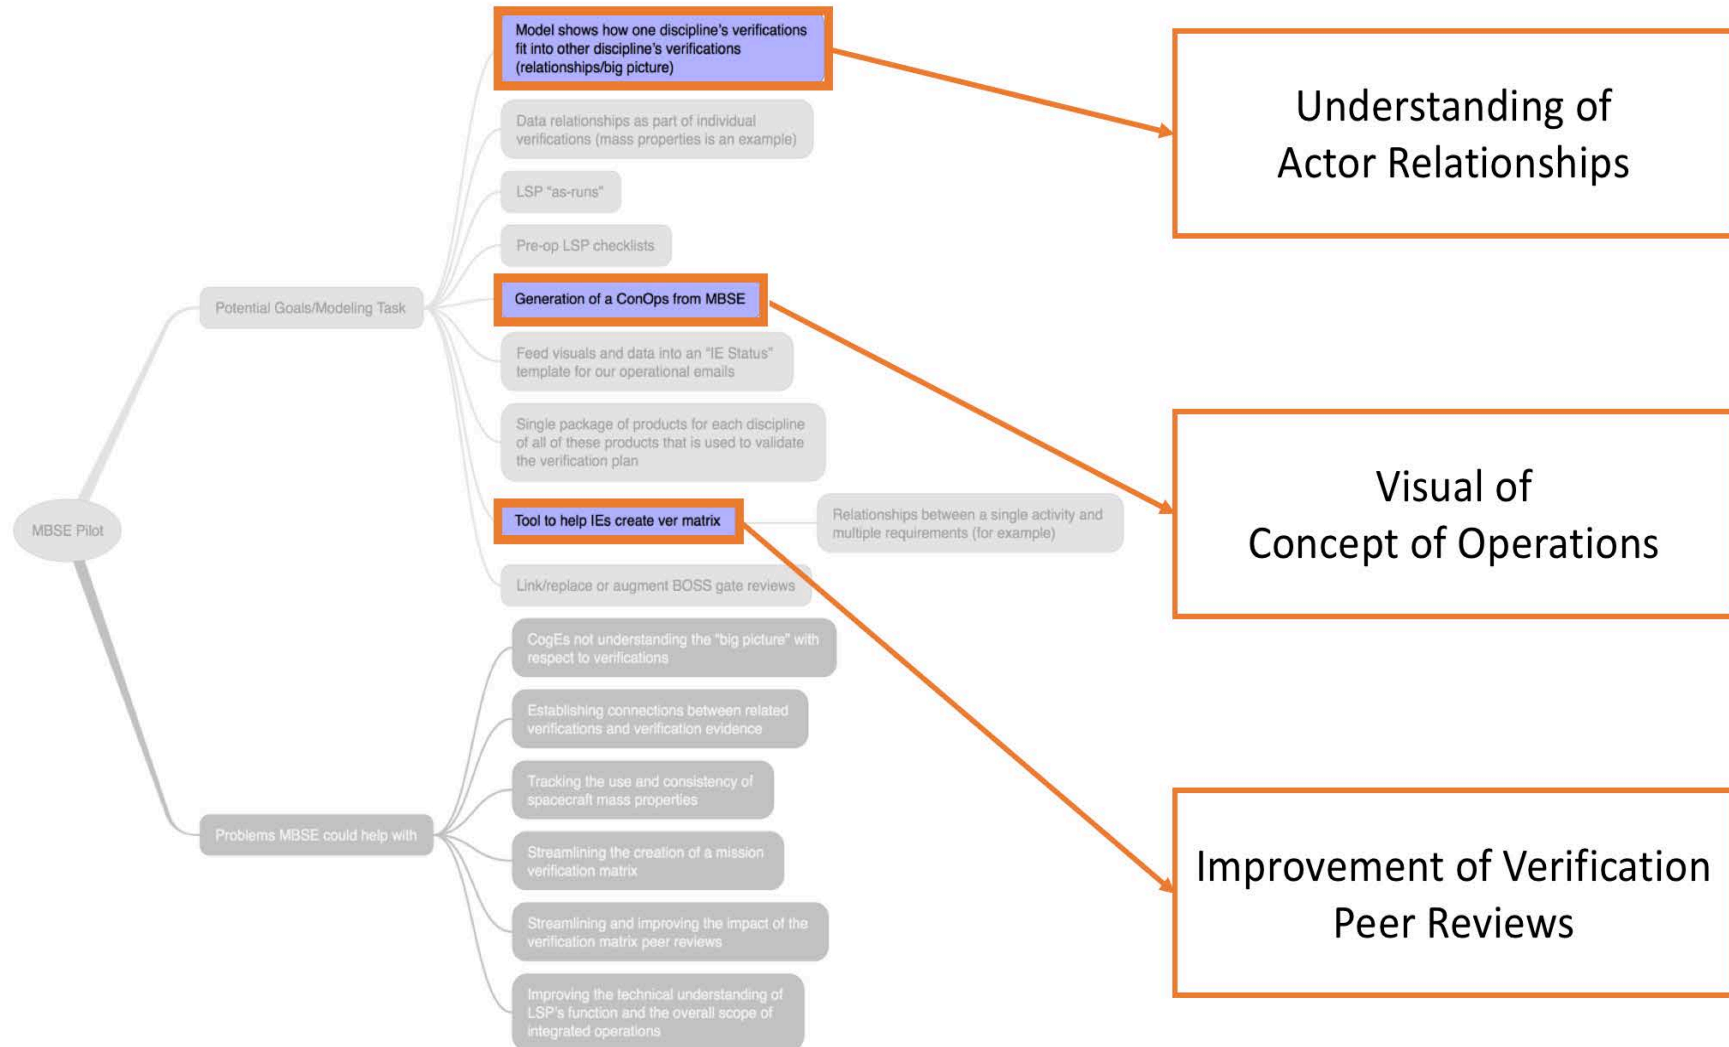 Model shows how one discipline's verifications
fit into other discipline's verifications
(relationships/big picture)
Data relationships as part of individual
verifications (mass properties is an example)
LSP "as-runs"
Pre-op LSP checklists
Potential Goals/Modeling Task
Generation of a ConOps from MBSE
Feed visuals and data into an "IE Status"
template for our operational emails
Single package of products for each discipline
of all of these products that is used to validate
the verification plan
MBSE Pilot
Tool to help IEs create ver matrix
Relationships between a single activity and
multiple requirements (for example)
Link/replace or augment BOSS gate reviews
CogEs not understanding the "big picture" with
respect to verifications
Establishing connections between related
verifications and verification evidence
Tracking the use and consistency of
spacecraft mass properties
Problems MBSE could help with
Streamlining the creation of a mission
verification matrix
Streamlining and improving the impact of the
verification matrix peer reviews
Improving the technical understanding of
LSP's function and the overall scope of
integrated operations
Understanding of
Actor Relationships
Visual of
Concept of Operations
Improvement of Verification
Peer Reviews